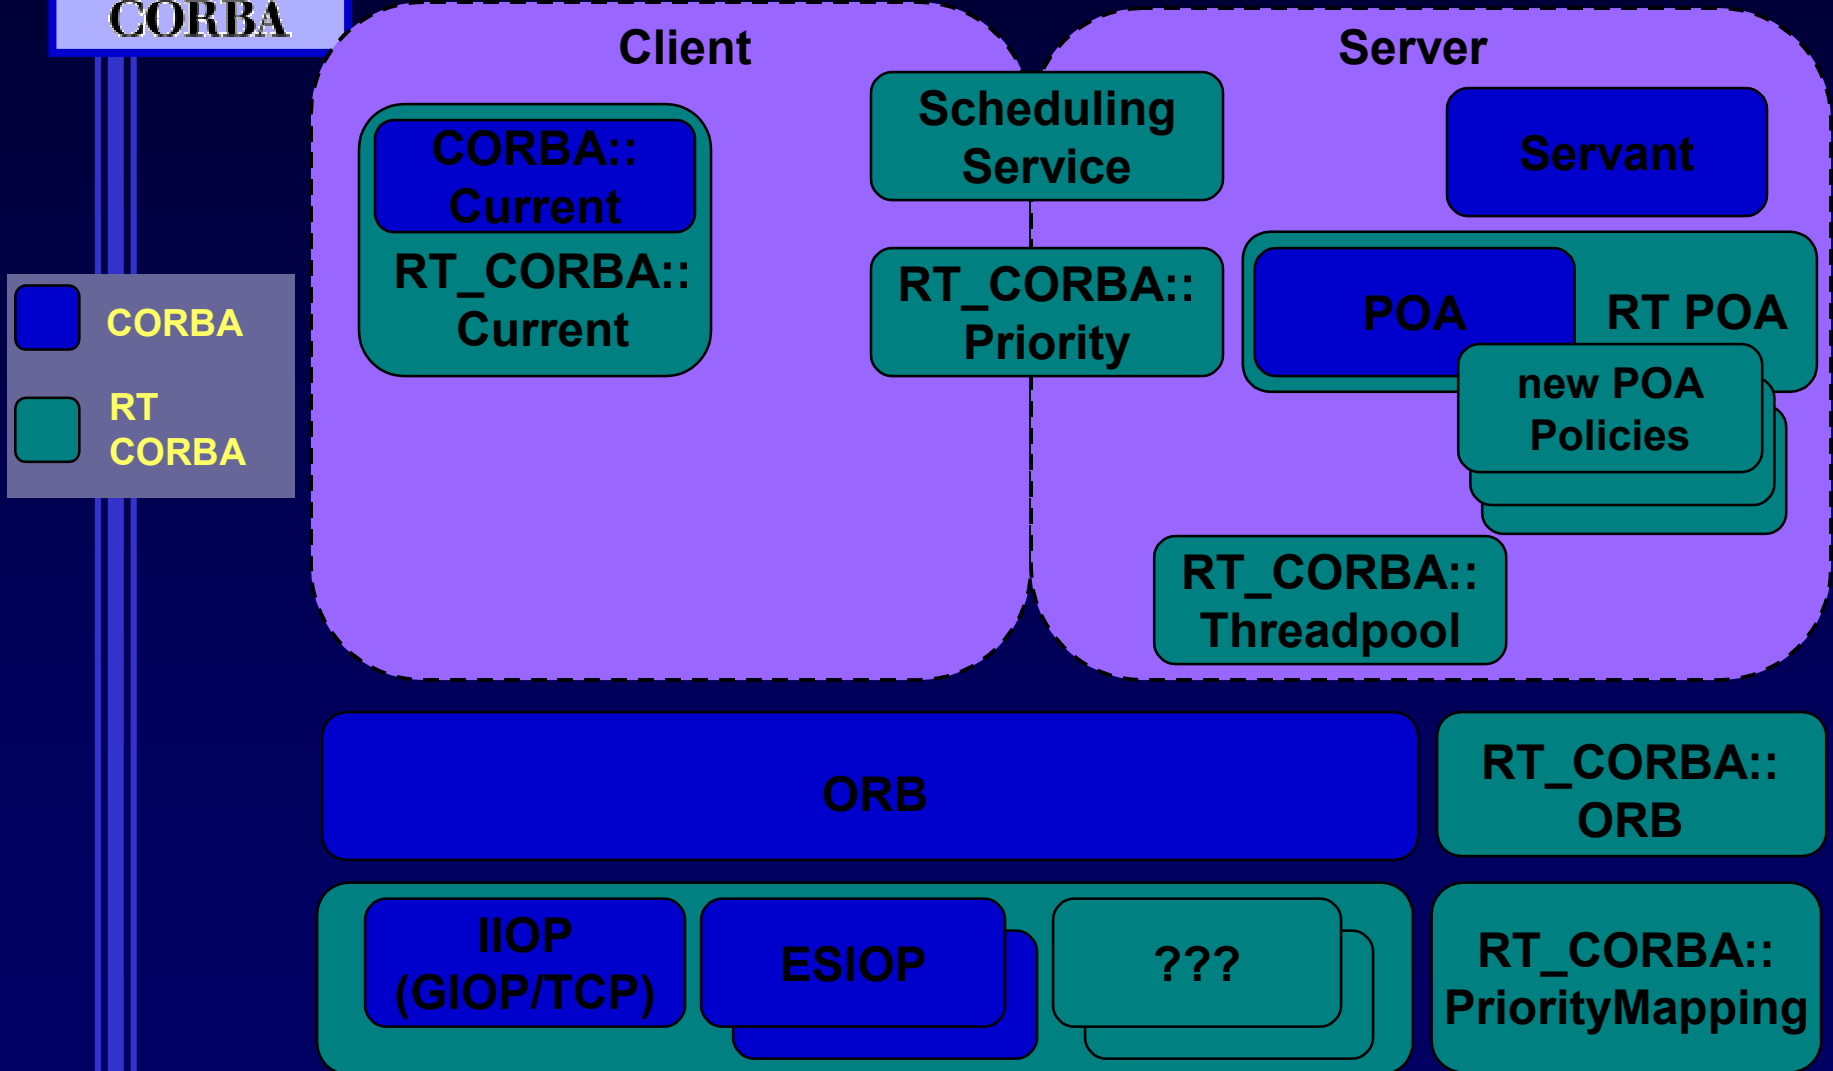 CORBA
Client
Server
CORBA::
Current
RT_CORBA::
Current
Scheduling
Service
RT_CORBA::
Priority
Servant
POA
RT POA
new POA
Policies
RT_CORBA::
Threadpool
CORBA
RT
CORBA
ORB
RT_CORBA::
ORB
IIOP
(GIOP/TCP)
ESIOP
???
RT_CORBA::
PriorityMapping